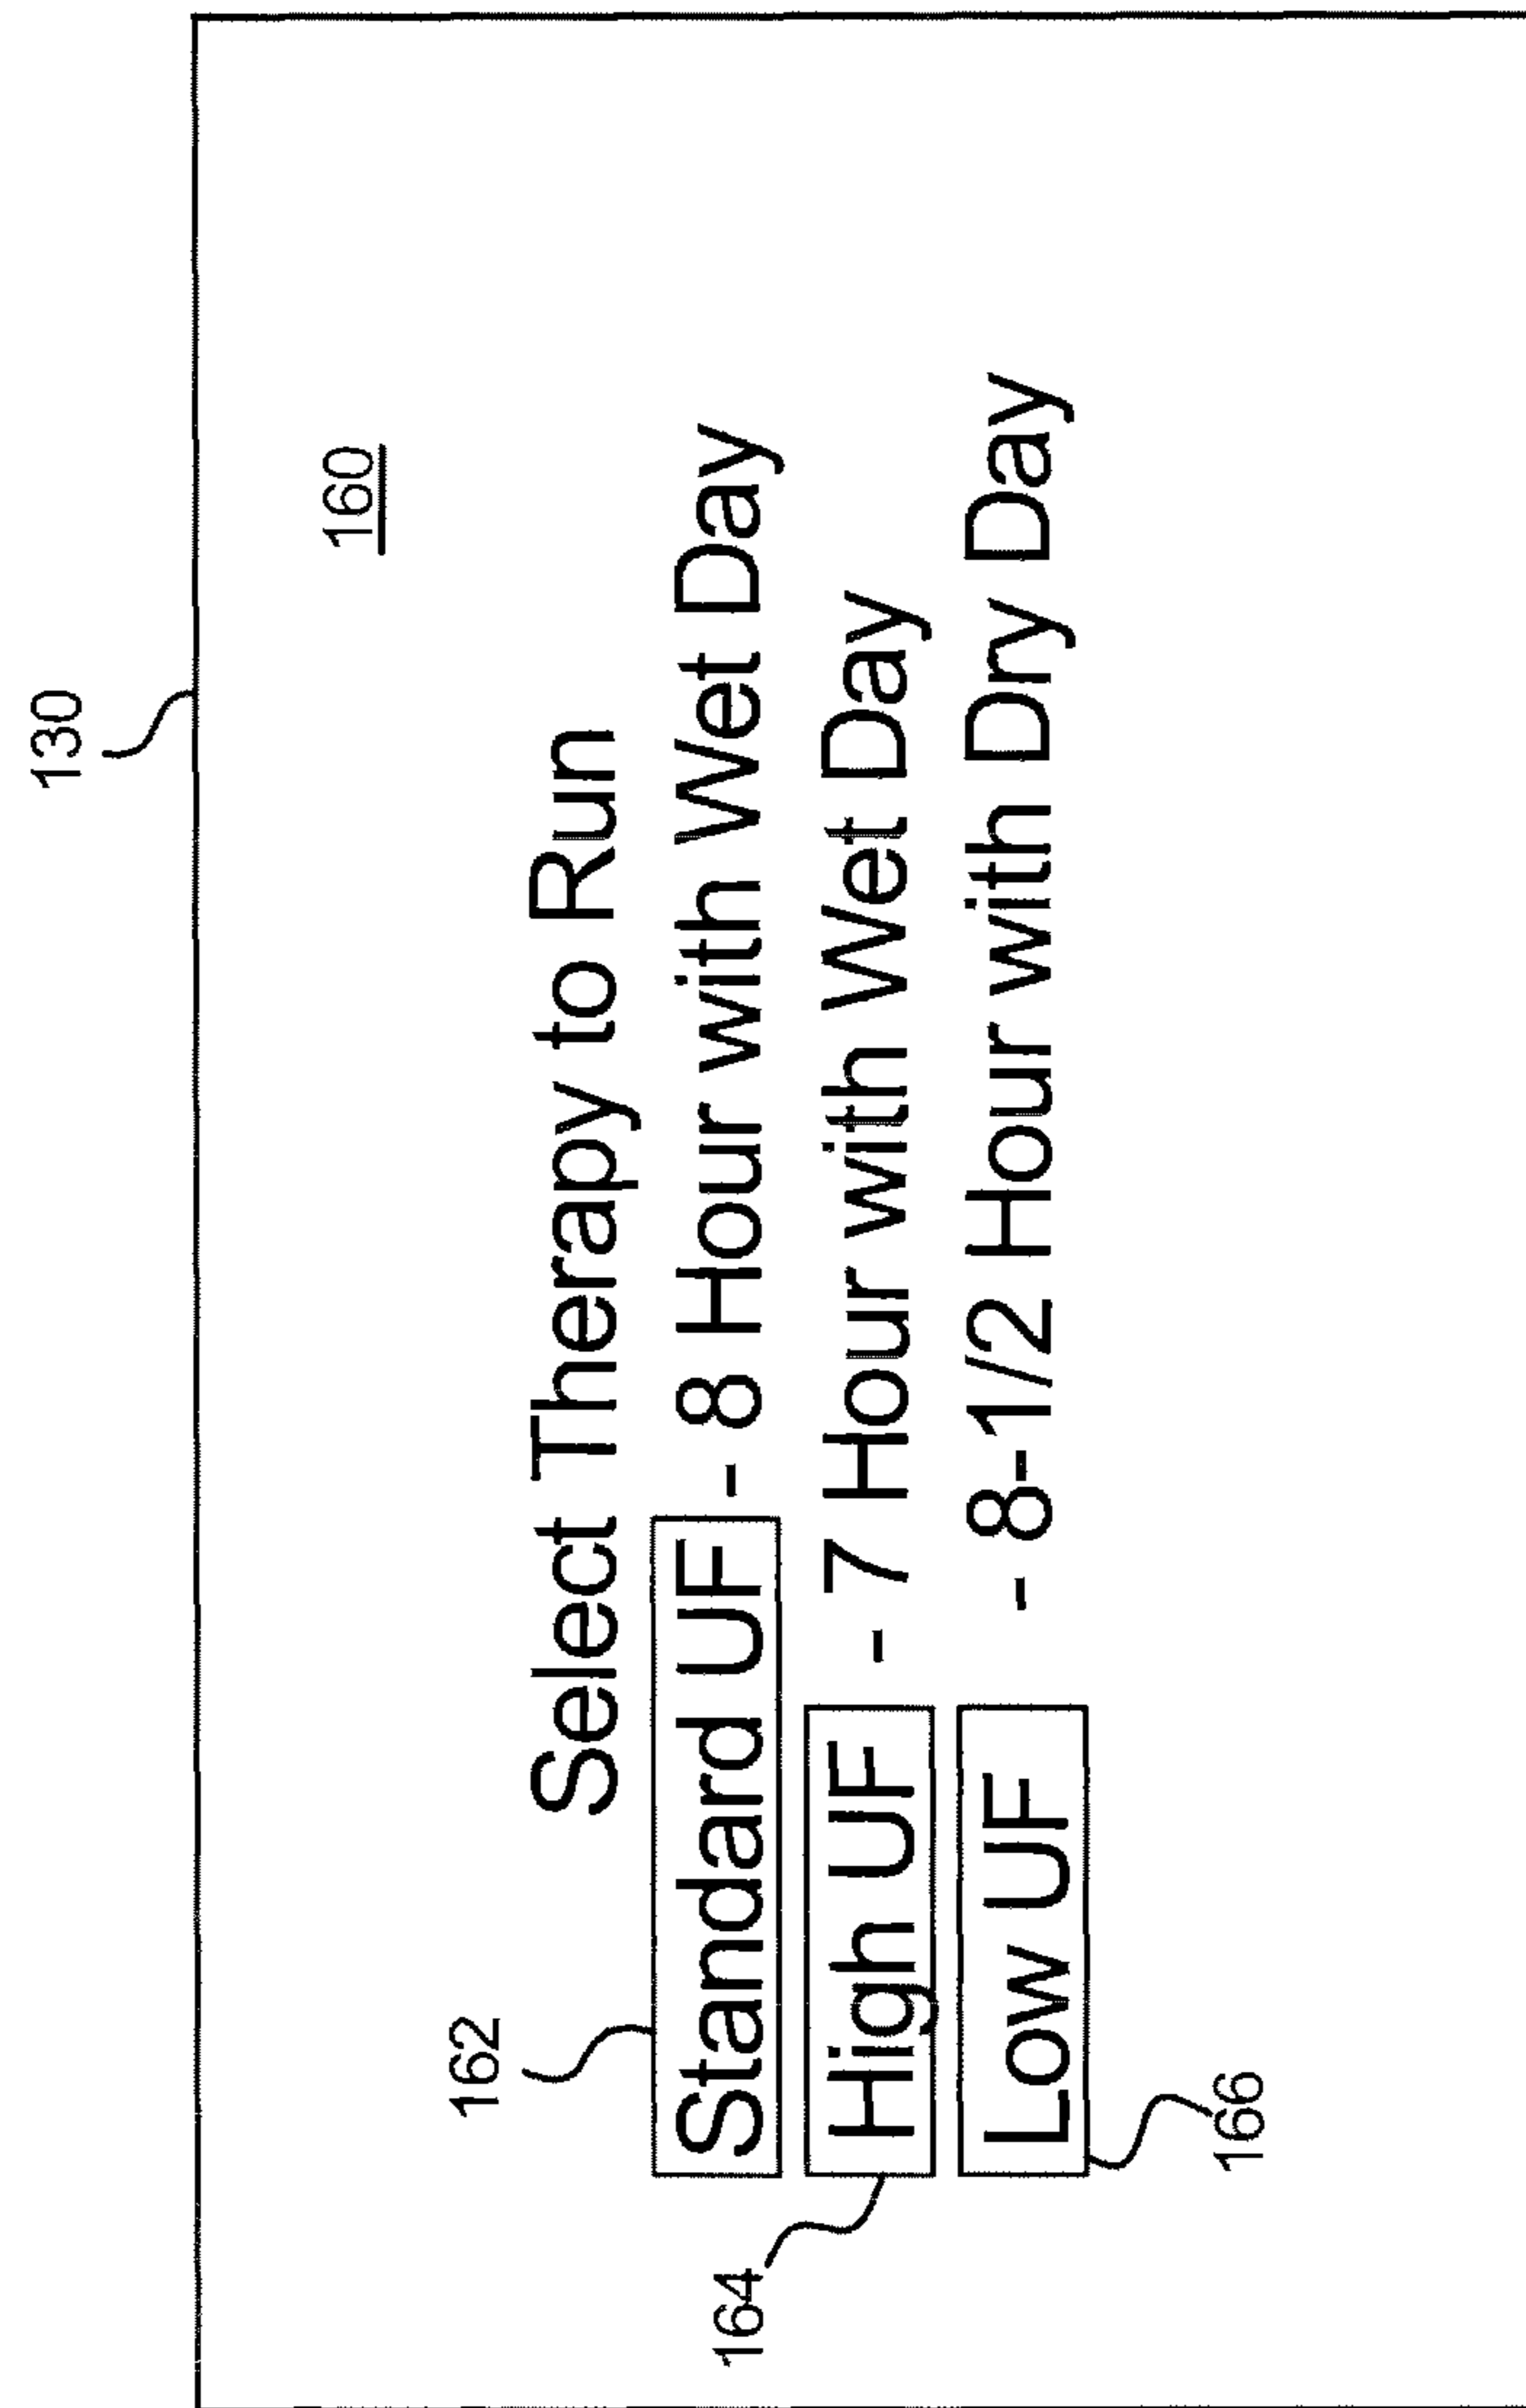 130
160
Select Therapy to Run
162
Standard UF - 8 Hour with Wet Day
164
High UF - 7 Hour with Wet Day
Low UF - 8-1/2 Hour with Dry Day
166